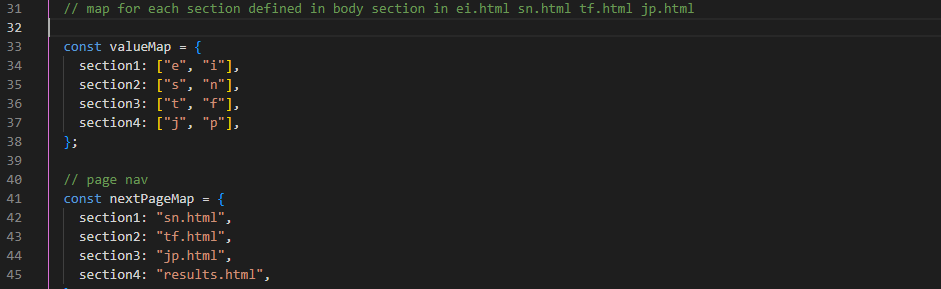 31 // map for each section defined in body section in ei.html sn.html tf.html jp.html
32
33 const valueMap = {
34 section1: ["e", "i"],
35 section2: ["s", "n"],
36 section3: ["t", "f"],
37 section4: ["j", "p"],
38 };
39
40 // page nav
41 const nextPageMap = {
42 section1: "sn.html",
43 section2: "tf.html",
44 section3: "jp.html",
45 section4: "results.html",